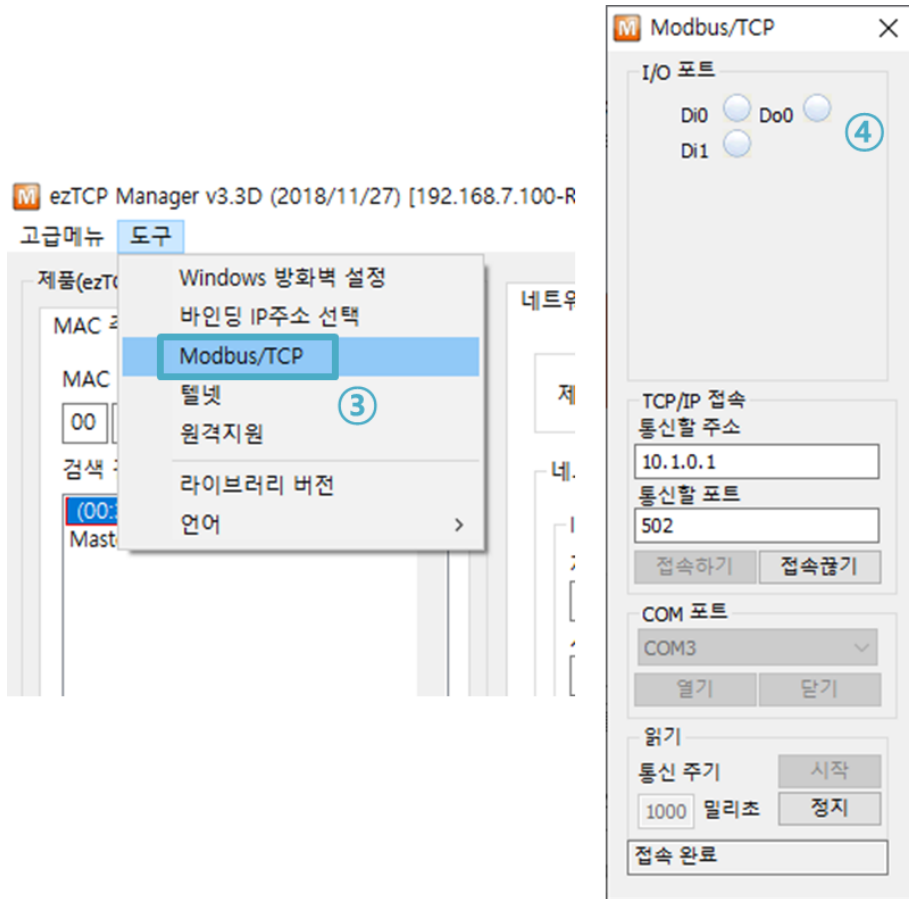 ezTCP Manager v3.3D (2018/11/27) [192.168.7.100-R
고급메뉴 도구
제품(ezT
MAC
MAC
00
검색
(00:
Mast
Windows 방화벽 설정
바인딩 IP주소 선택
Modbus/TCP
텔넷
③
원격지원
라이브러리 버전
언어
네트워
제
네
Modbus/TCP
I/O 포트
Di0 Do0
④
Di1
TCP/IP 접속
통신할 주소
10.1.0.1
통신할 포트
502
접속하기 접속끊기
COM 포트
COM3
열기 닫기
읽기
통신 주기 시작
1000 밀리초 정지
접속 완료